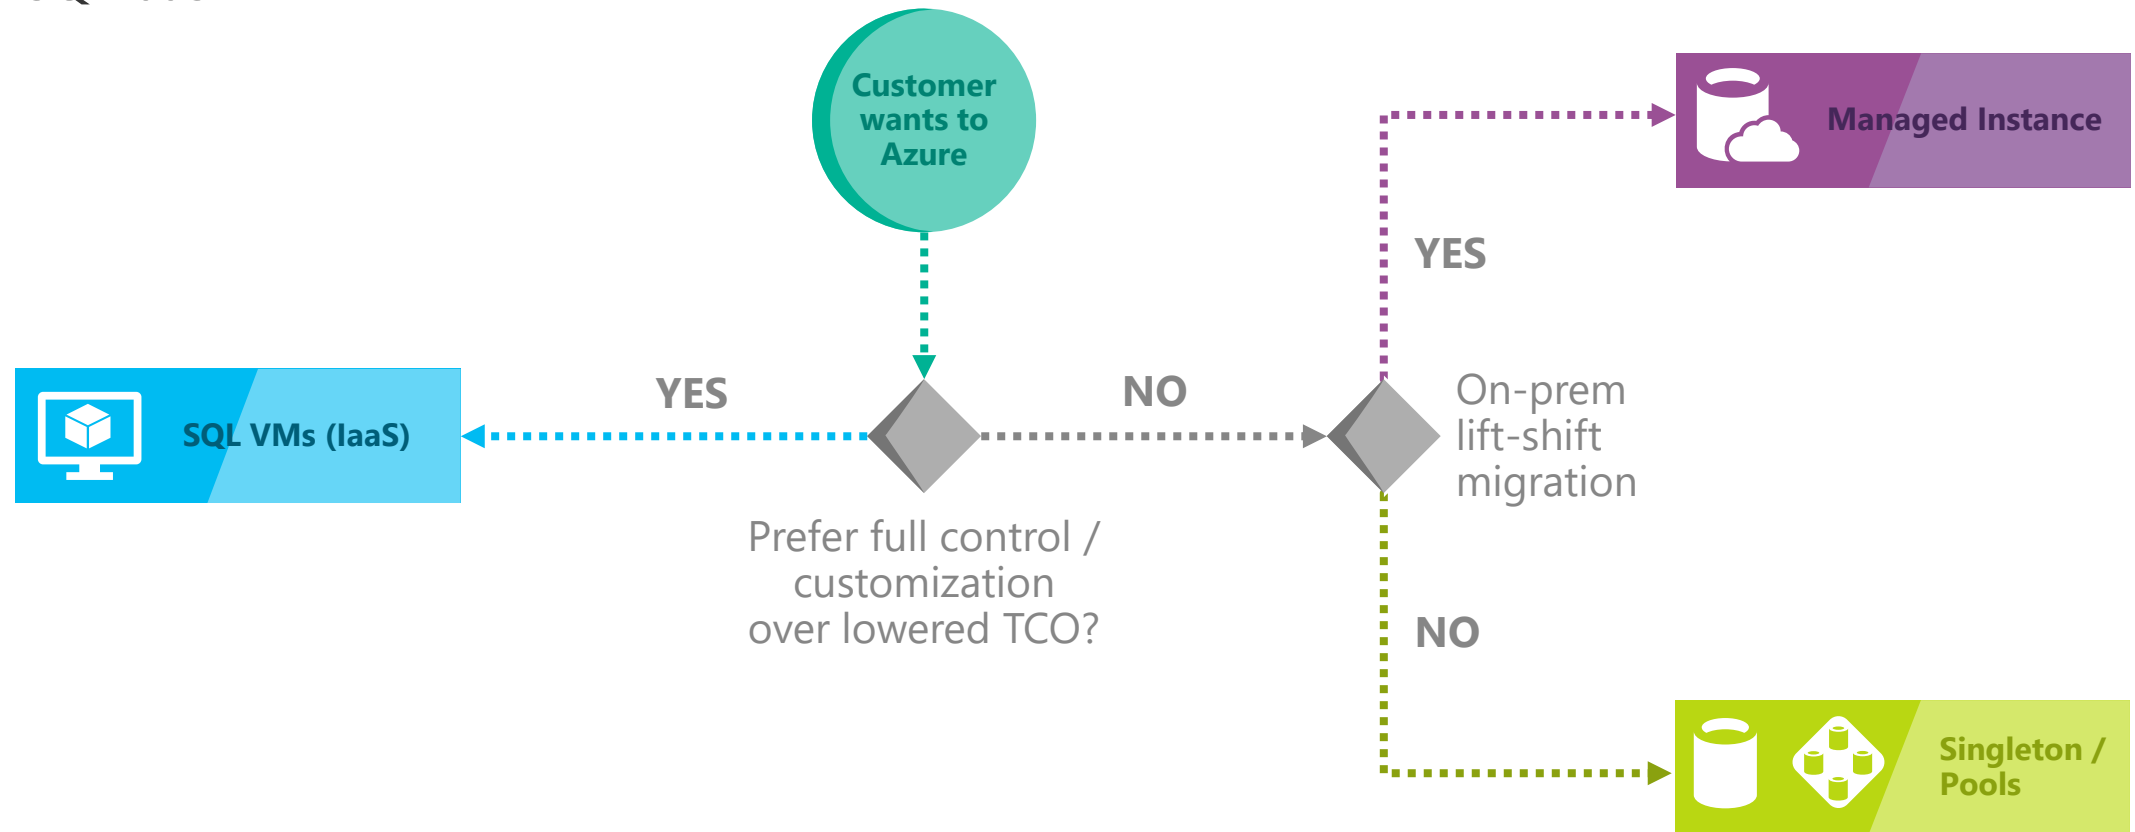 Customer
wants to
Azure
Managed Instance
YES
SQL VMs (IaaS)
YES
NO
On-prem
lift-shift
migration
Prefer full control /
customization
over lowered TCO?
NO
Singleton /
Pools